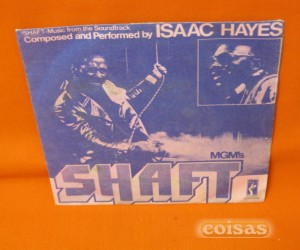 "SHAFT-Music from the Soundtrack
Composed and Performed by ISAAC HAYES
MGM's
SHAFT
coisas